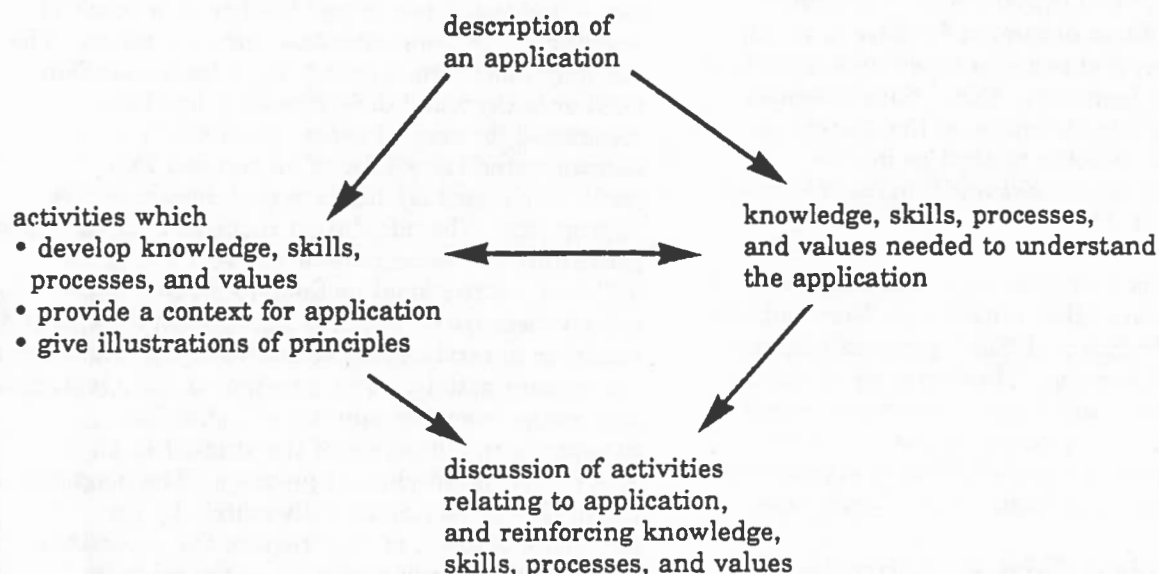 description of
an application
activities which
• develop knowledge, skills,
processes, and values
• provide a context for application
• give illustrations of principles
knowledge, skills, processes,
and values needed to understand
the application
discussion of activities
relating to application,
and reinforcing knowledge,
skills, processes, and values